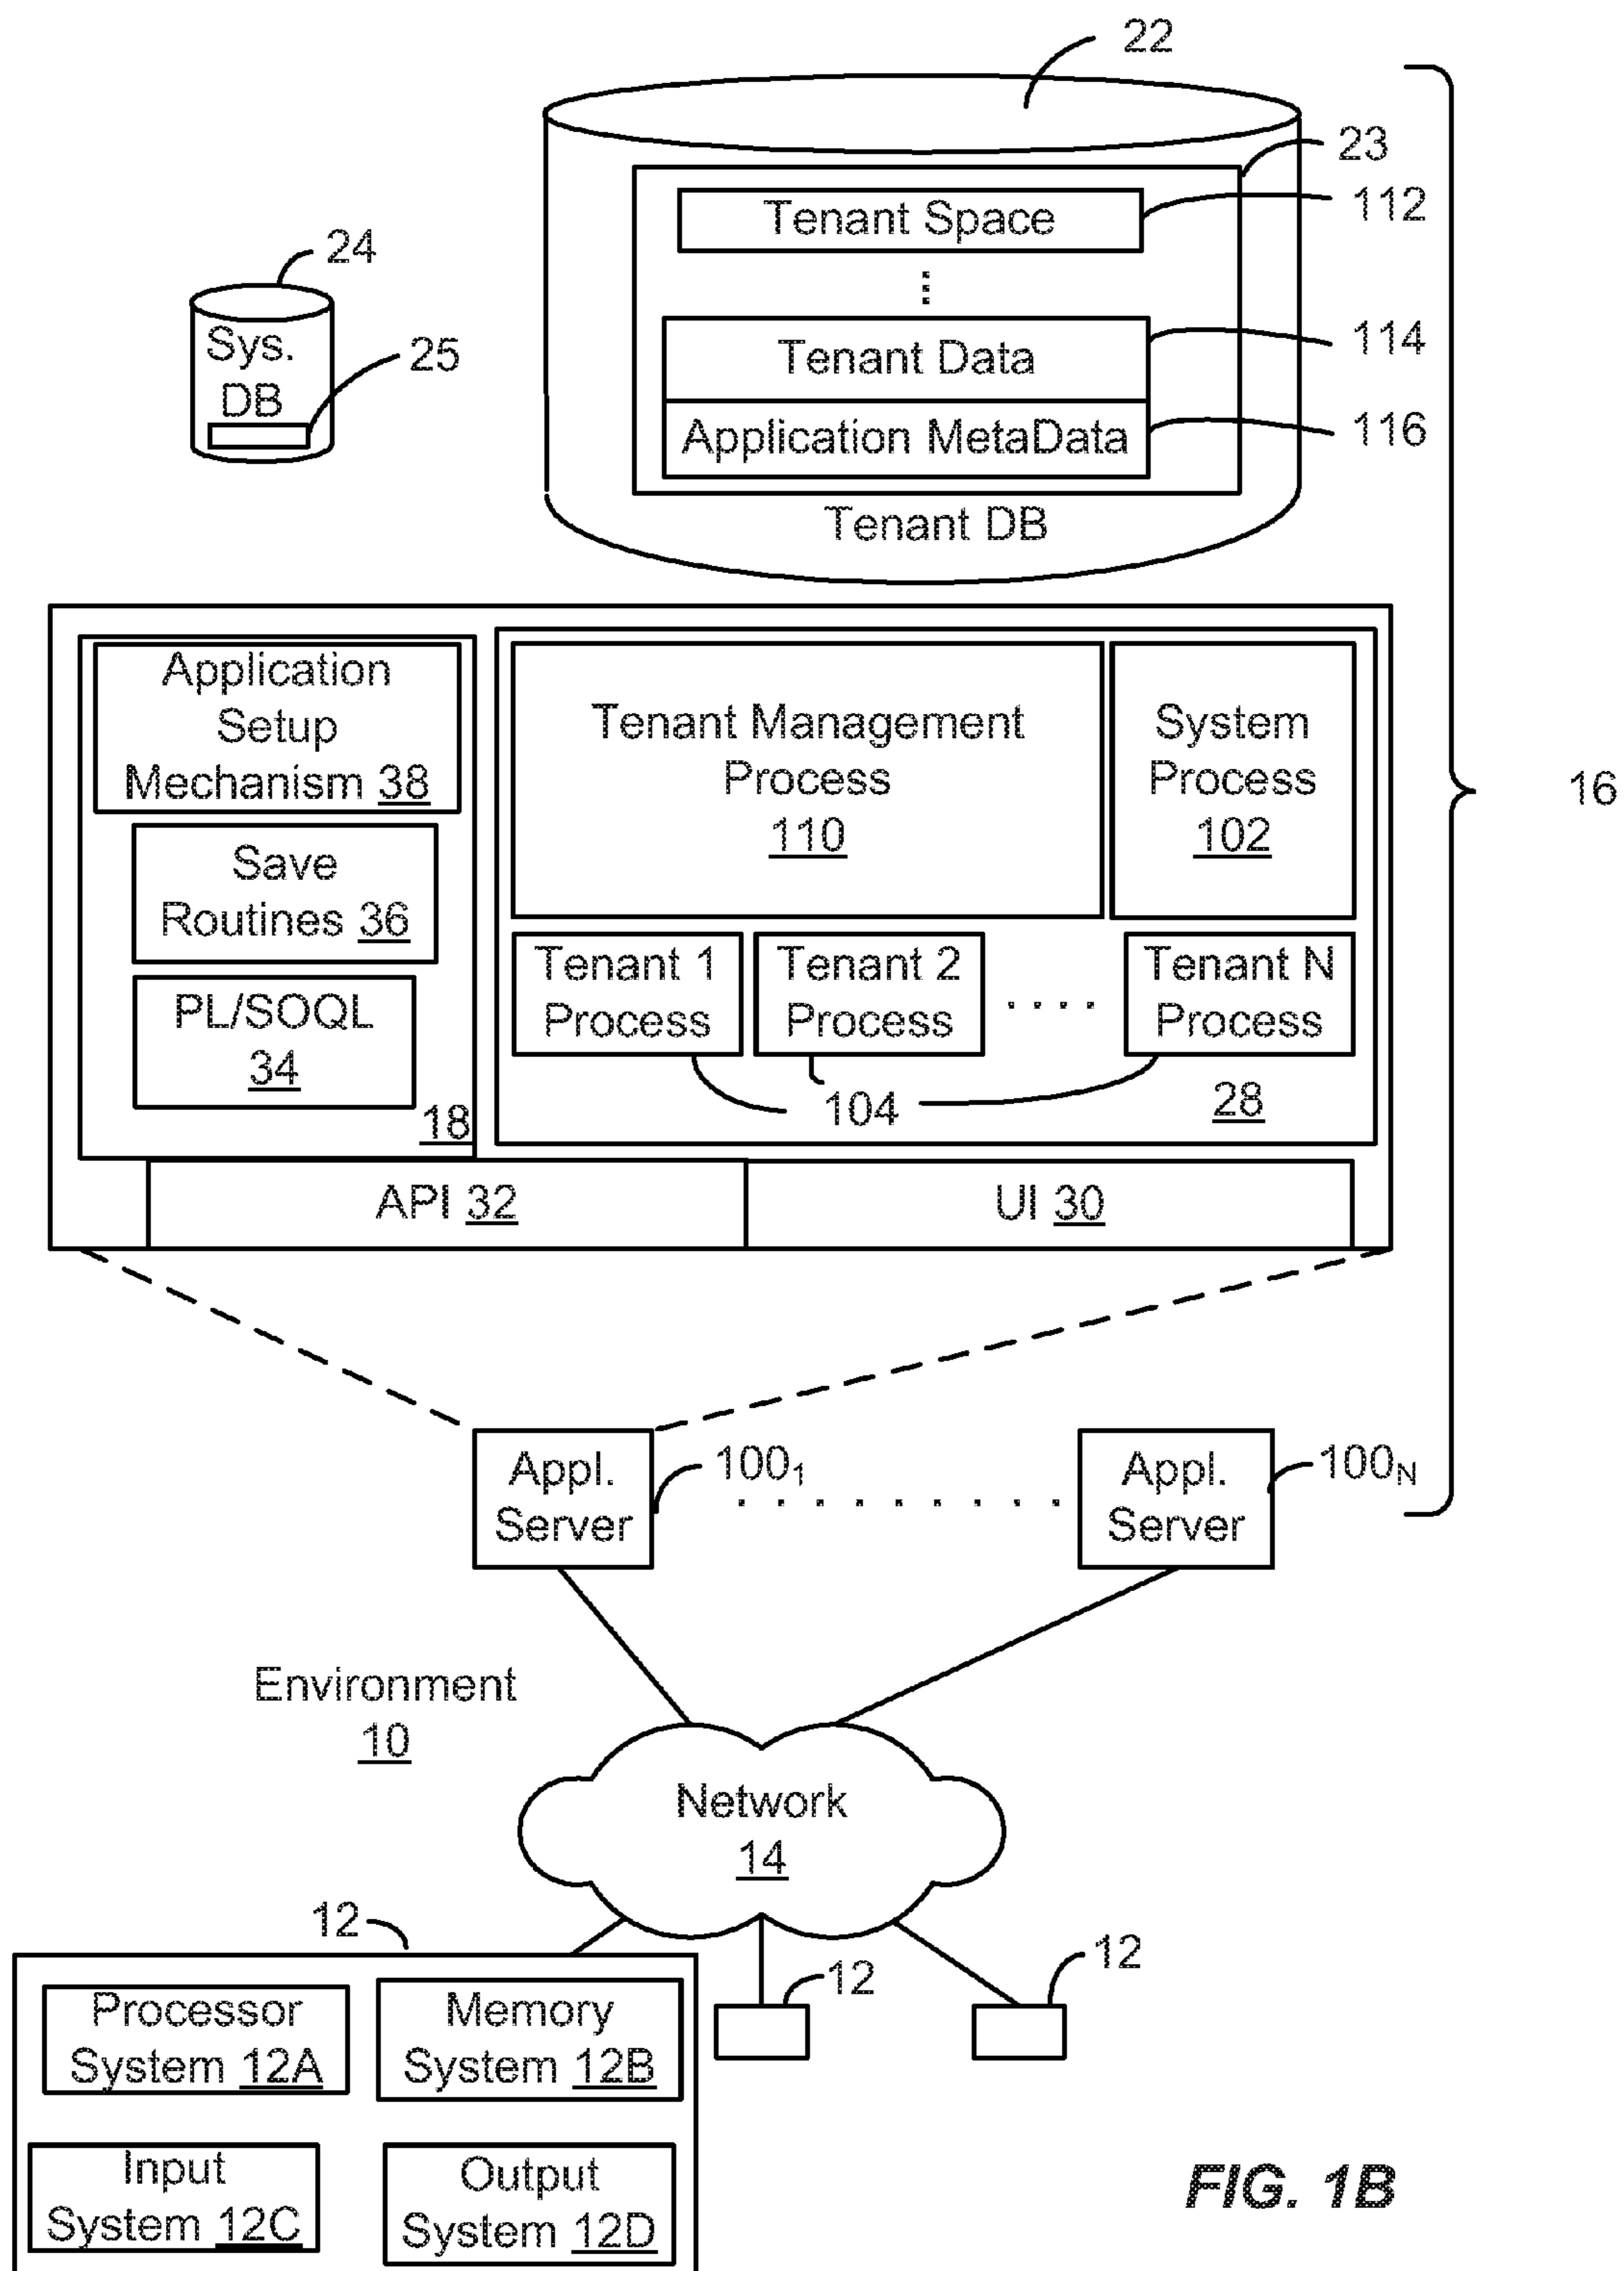 22
23
Tenant Space
112
24
Sys.
DB
25
Tenant Data
114
Application MetaData
116
Tenant DB
Application
Setup
Mechanism 38
Tenant Management
Process
110
System
Process
102
16
Save
Routines 36
Tenant 1
Process
Tenant 2
Process
. . . .
Tenant N
Process
PL/SOQL
34
104
28
18
API 32
UI 30
Appl.
Server
100₁
. . . . . . . . .
Appl.
Server
100N
Environment
10
Network
14
12
12
12
Processor
System 12A
Memory
System 12B
Input
System 12C
Output
System 12D
FIG. 1B